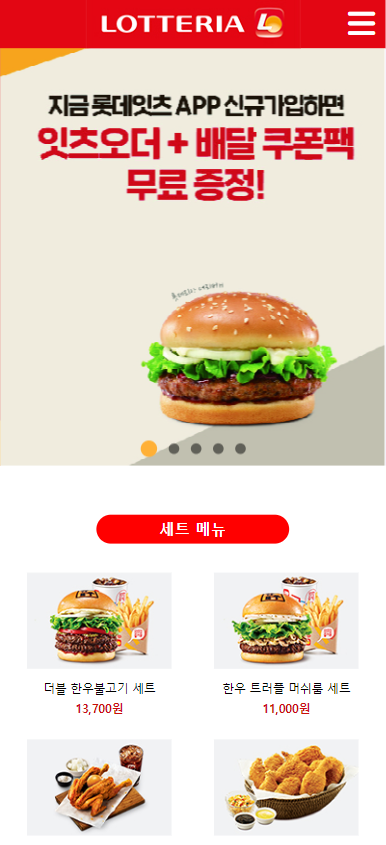 LOTTERIA
지금 롯데잇츠 APP 신규가입하면
잇츠오더 + 배달 쿠폰팩
무료 증정!
세트 메뉴
더블 한우불고기 세트
13,700원
한우 트러플 머쉬룸 세트
11,000원